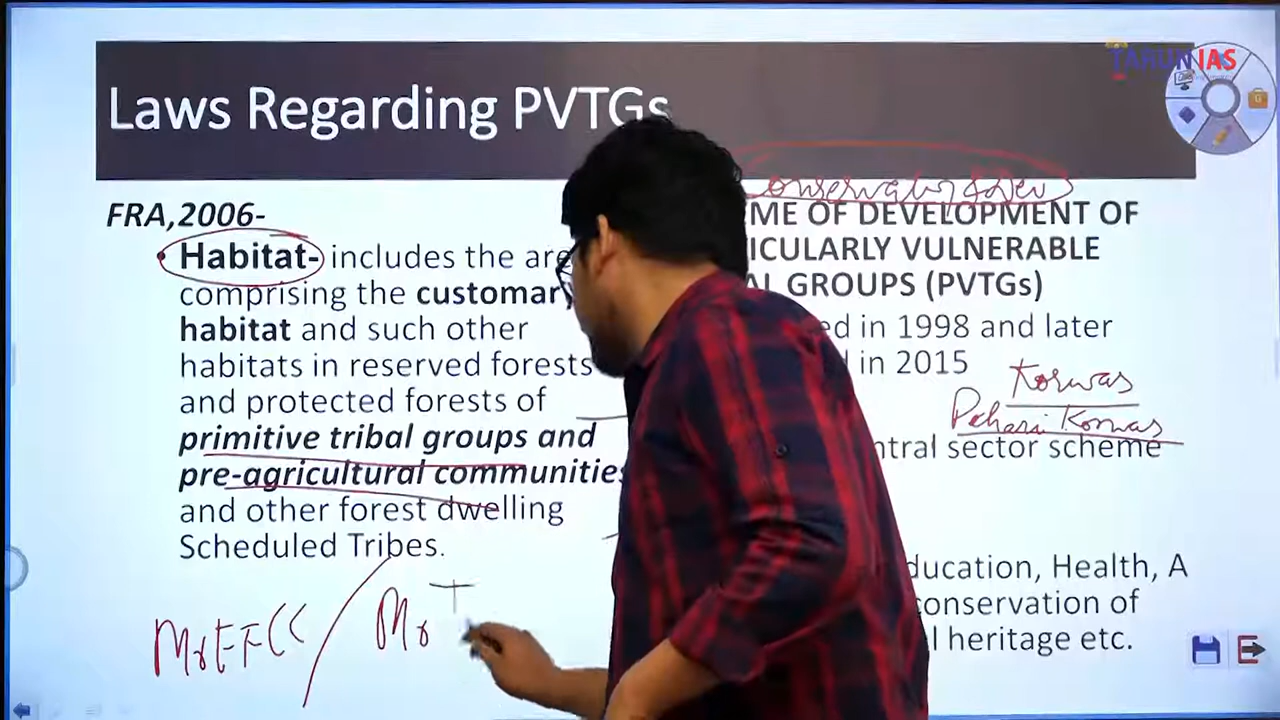 TARUN IAS
Laws Regarding PVTGs
FRA,2006-
• Habitat- includes the are
comprising the customary
habitat and such other
habitats in reserved forests
and protected forests of
primitive tribal groups and
pre-agricultural communities
and other forest dwelling
Scheduled Tribes.
MoEFCC / Mo T
Conservation & Dev
ME OF DEVELOPMENT OF
ICULARLY VULNERABLE
AL GROUPS (PVTGs)
ed in 1998 and later
d in 2015
Korwas
Pahari Korwas
ntral sector scheme
ducation, Health, A
conservation of
l heritage etc.